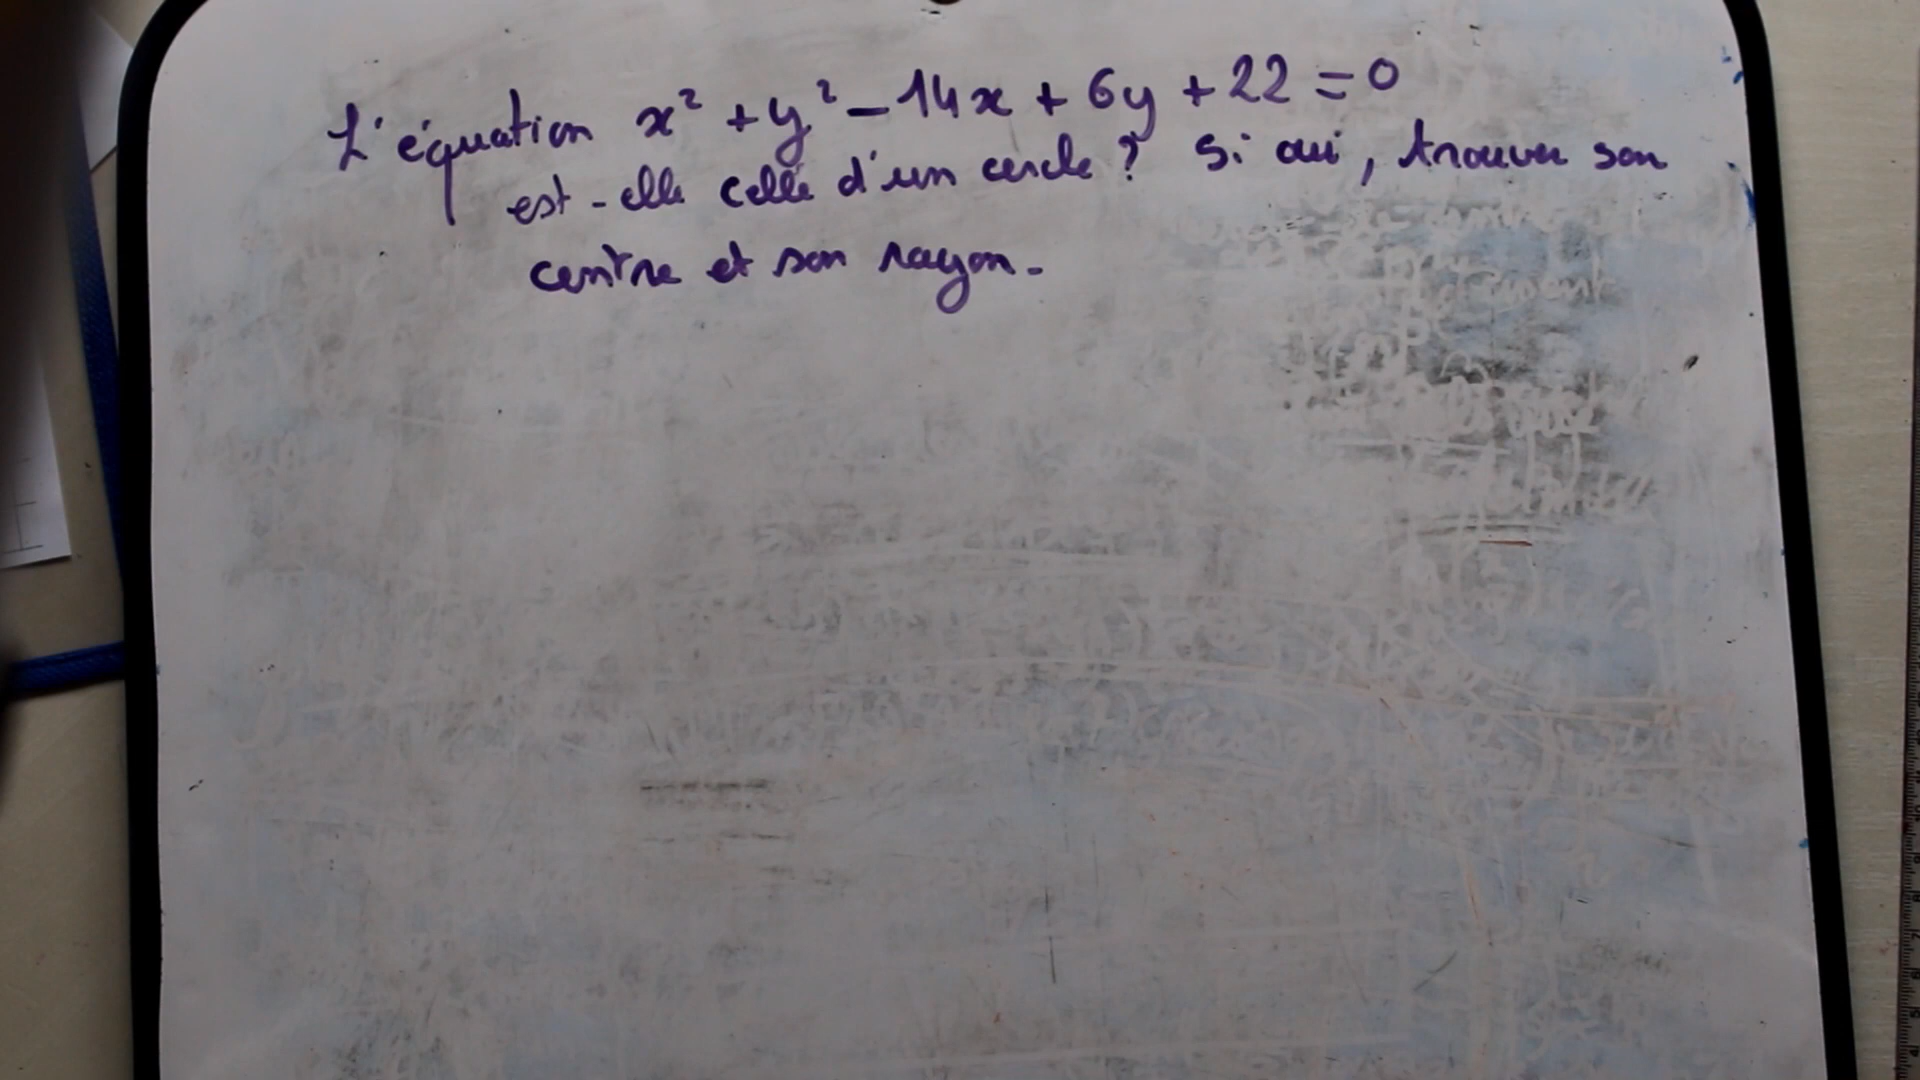 L'équation x² + y² - 14x + 6y + 22 = 0
est-elle celle d'un cercle ? Si oui, trouver son
centre et son rayon.